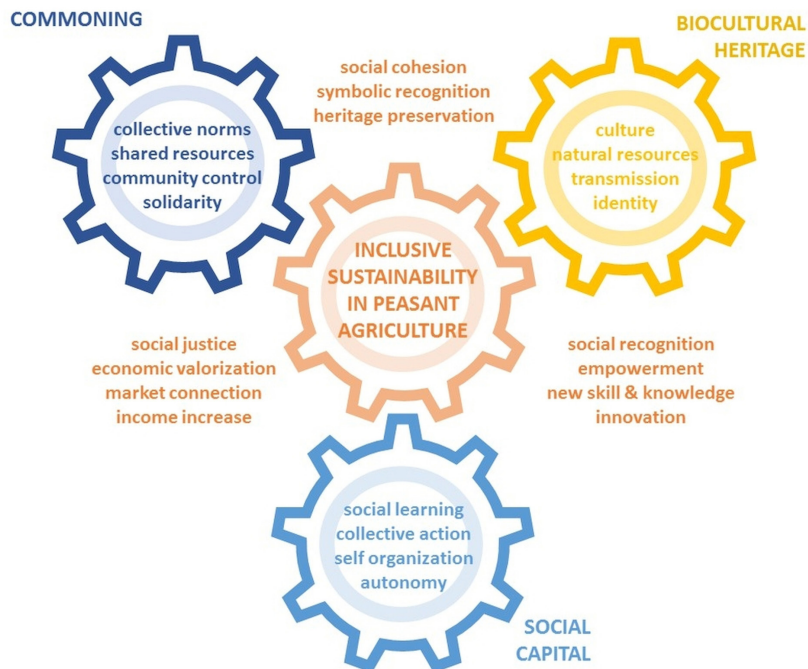 COMMONING
BIOCULTURAL
HERITAGE
social cohesion
symbolic recognition
heritage preservation
collective norms
shared resources
community control
solidarity
culture
natural resources
transmission
identity
INCLUSIVE
SUSTAINABILITY
IN PEASANT
AGRICULTURE
social justice
economic valorization
market connection
income increase
social recognition
empowerment
new skill & knowledge
innovation
social learning
collective action
self organization
autonomy
SOCIAL
CAPITAL